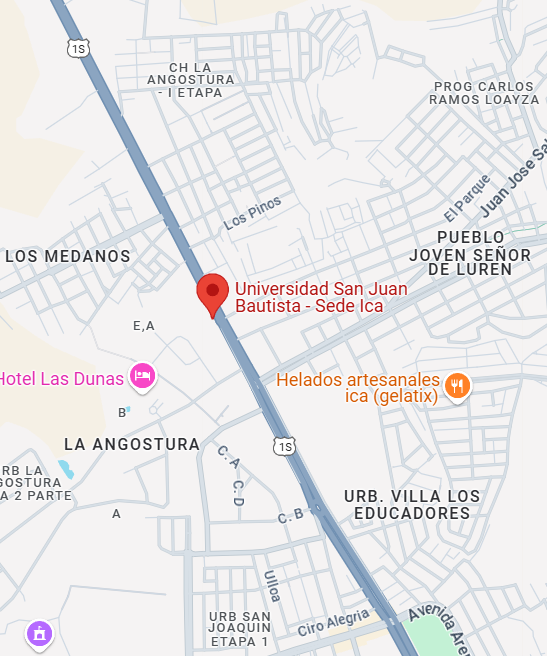 1S
CH LA
ANGOSTURA
- I ETAPA
PROG CARLOS
RAMOS LOAYZA
El Parque
Juan Jose Sal
Los Pinos
PUEBLO
JOVEN SEÑOR
DE LUREN
LOS MEDANOS
Universidad San Juan
Bautista - Sede Ica
E,A
Hotel Las Dunas
Helados artesanales
ica (gelatix)
B
LA ANGOSTURA
1S
C. A
C. D
RB LA
GOSTURA
A 2 PARTE
URB. VILLA LOS
EDUCADORES
A
C. B
Ulloa
URB SAN
JOAQUIN
ETAPA 1
Ciro Alegría
Avenida Are